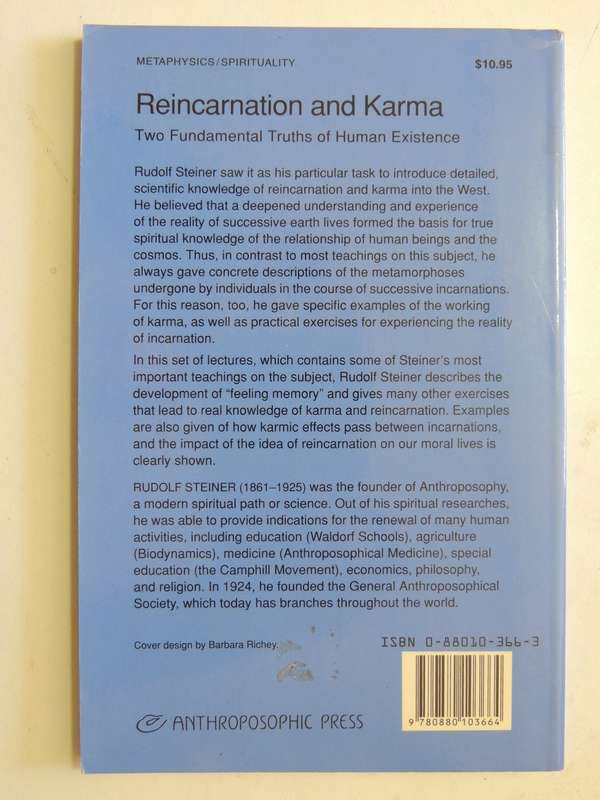 METAPHYSICS/SPIRITUALITY $10.95
Reincarnation and Karma
Two Fundamental Truths of Human Existence
Rudolf Steiner saw it as his particular task to introduce detailed,
scientific knowledge of reincarnation and karma into the West.
He believed that a deepened understanding and experience
of the reality of successive earth lives formed the basis for true
spiritual knowledge of the relationship of human beings and the
cosmos. Thus, in contrast to most teachings on this subject, he
always gave concrete descriptions of the metamorphoses
undergone by individuals in the course of successive incarnations.
For this reason, too, he gave specific examples of the working
of karma, as well as practical exercises for experiencing the reality
of incarnation.
In this set of lectures, which contains some of Steiner's most
important teachings on the subject, Rudolf Steiner describes the
development of "feeling memory" and gives many other exercises
that lead to real knowledge of karma and reincarnation. Examples
are also given of how karmic effects pass between incarnations,
and the impact of the idea of reincarnation on our moral lives is
clearly shown.
RUDOLF STEINER (1861–1925) was the founder of Anthroposophy,
a modern spiritual path or science. Out of his spiritual researches,
he was able to provide indications for the renewal of many human
activities, including education (Waldorf Schools), agriculture
(Biodynamics), medicine (Anthroposophical Medicine), special
education (the Camphill Movement), economics, philosophy,
and religion. In 1924, he founded the General Anthroposophical
Society, which today has branches throughout the world.
Cover design by Barbara Richey.
ISBN 0-88010-366-3
9 780880 103664
ANTHROPOSOPHIC PRESS